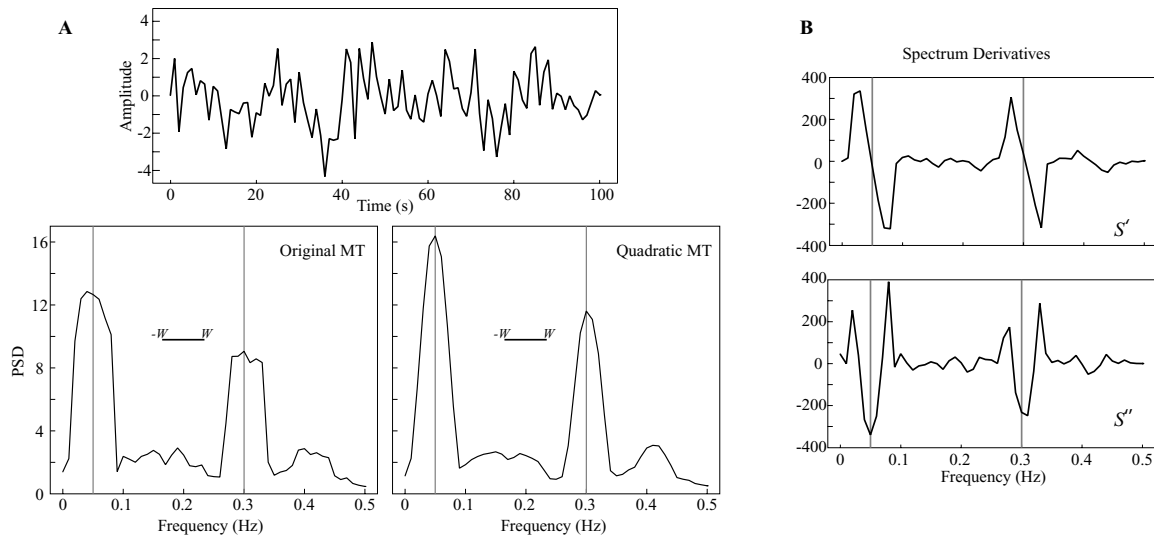 A
4
2
0
-2
-4
Amplitude
0 20 40 60 80 100
Time (s)
Original MT
16
12
8
4
0
PSD
-W W
0 0.1 0.2 0.3 0.4 0.5
Frequency (Hz)
Quadratic MT
-W W
0 0.1 0.2 0.3 0.4 0.5
Frequency (Hz)
B
Spectrum Derivatives
400
200
0
-200
-400
S′
400
200
0
-200
-400
S′′
0 0.1 0.2 0.3 0.4 0.5
Frequency (Hz)